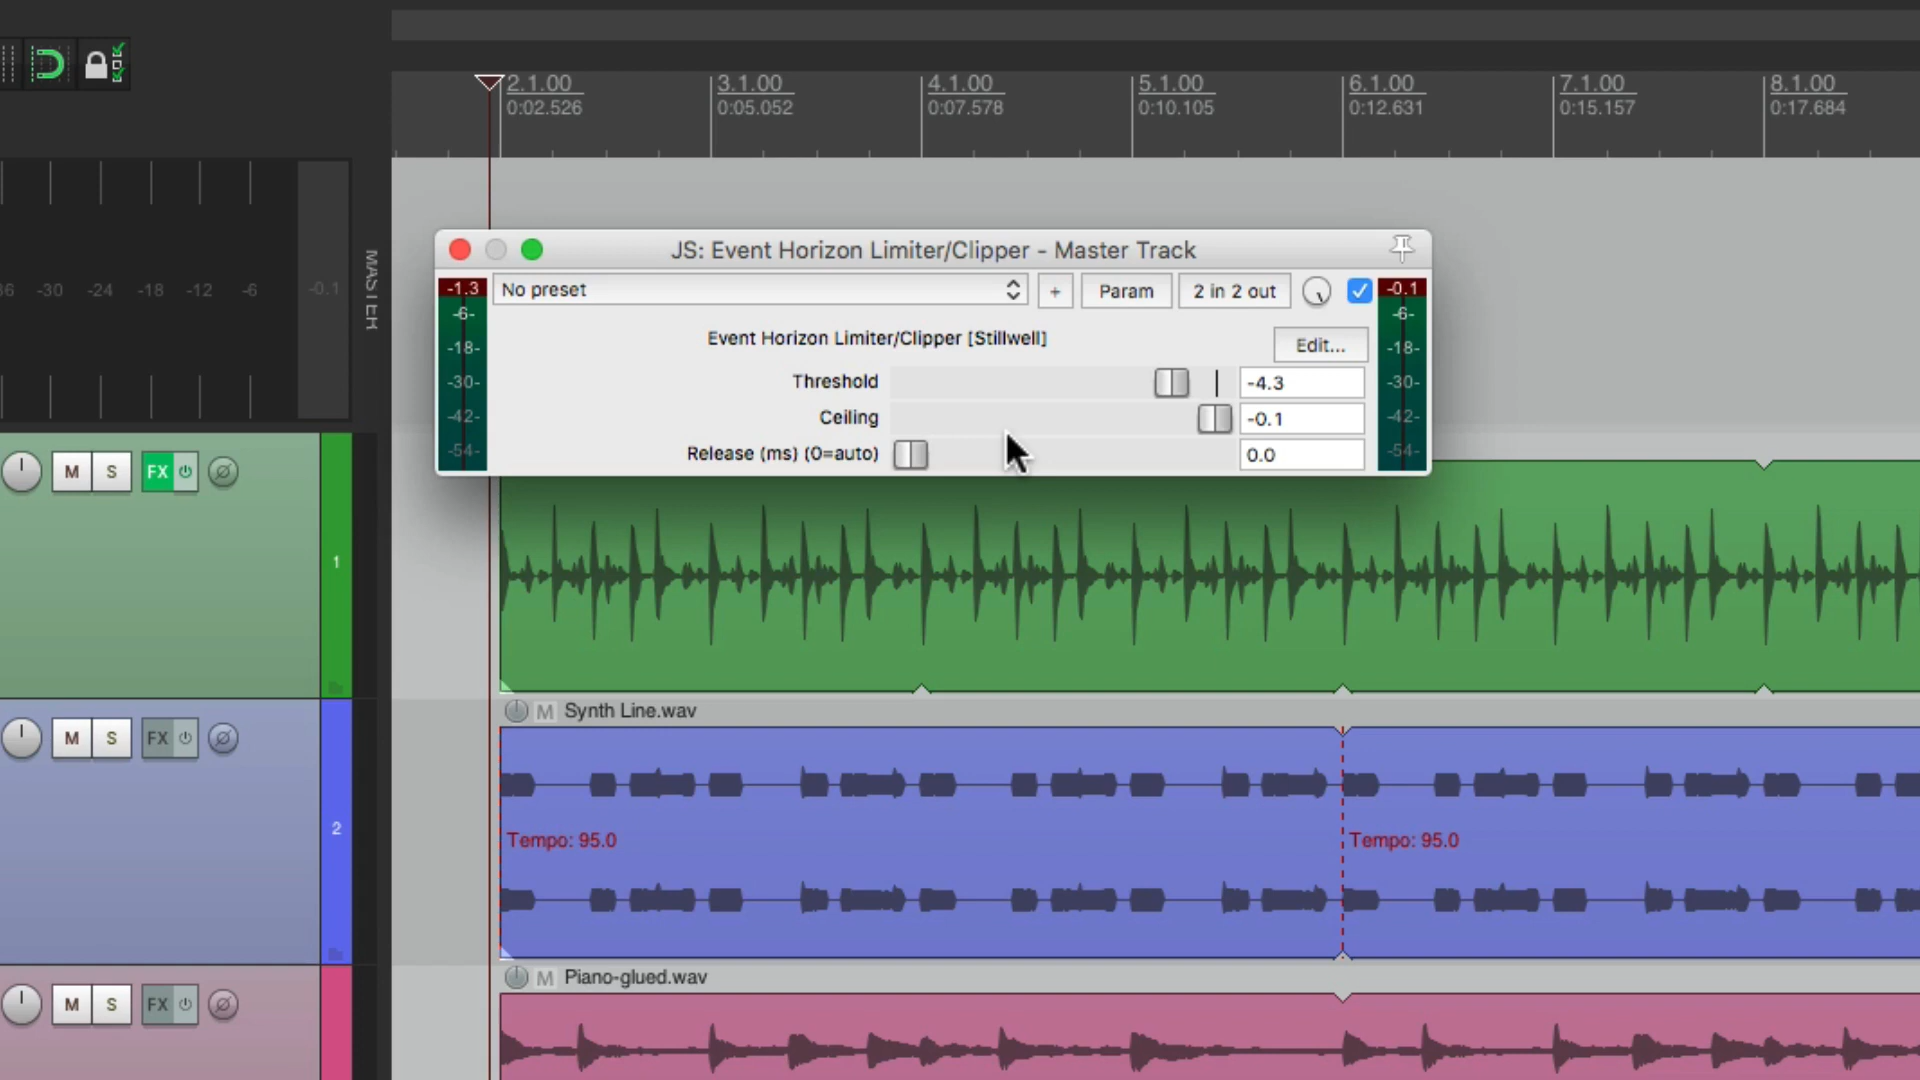 2.1.00 3.1.00 4.1.00 5.1.00 6.1.00 7.1.00 8.1.00
0:02.526 0:05.052 0:07.578 0:10.105 0:12.631 0:15.157 0:17.684
JS: Event Horizon Limiter/Clipper - Master Track
-30 -24 -18 -12 -6 -0.1
MASTER
-1.3 No preset + Param 2 in 2 out -0.1
-6- -6-
Event Horizon Limiter/Clipper [Stillwell] Edit...
-18- -18-
-30- Threshold -4.3 -30-
-42- Ceiling -0.1 -42-
-54- Release (ms) (0=auto) 0.0 -54-
M S FX
1
Synth Line.wav
M
M S FX
2
Tempo: 95.0 Tempo: 95.0
M Piano-glued.wav
M S FX